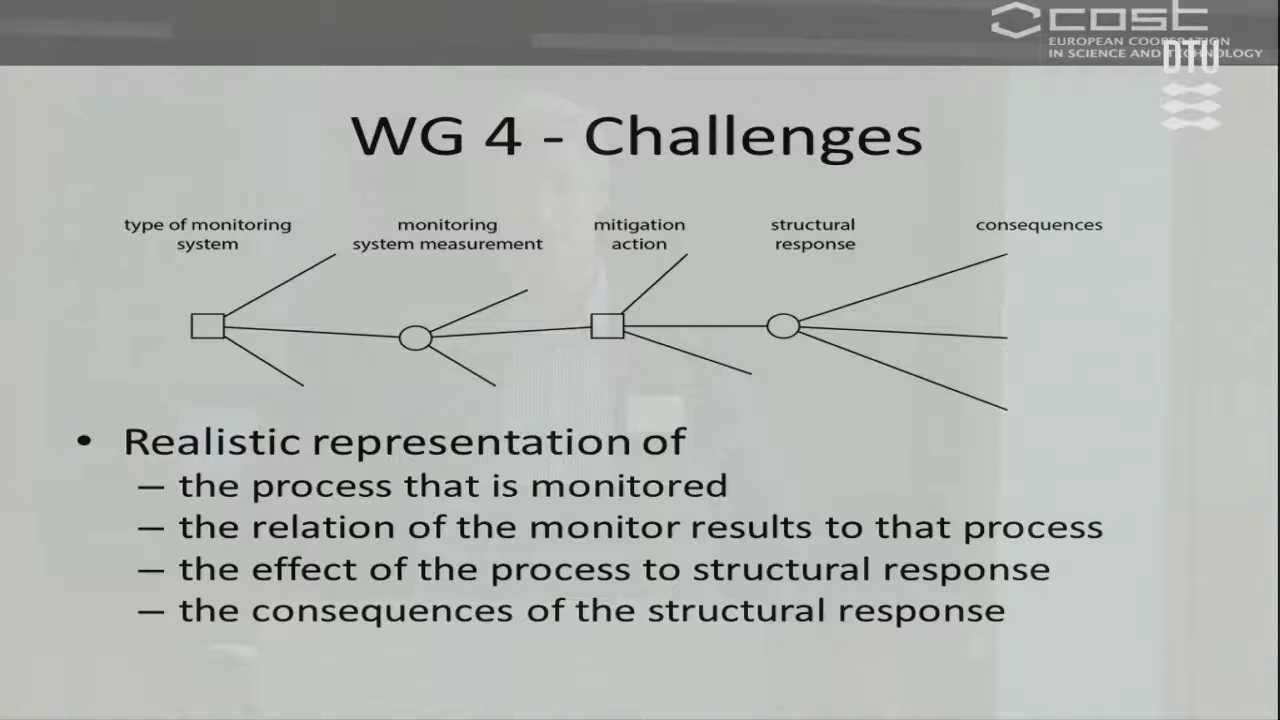 cost
EUROPEAN COOPERATION
IN SCIENCE AND TECHNOLOGY
DTU
WG 4 - Challenges
type of monitoring
system
monitoring
system measurement
mitigation
action
structural
response
consequences
• Realistic representation of
– the process that is monitored
– the relation of the monitor results to that process
– the effect of the process to structural response
– the consequences of the structural response